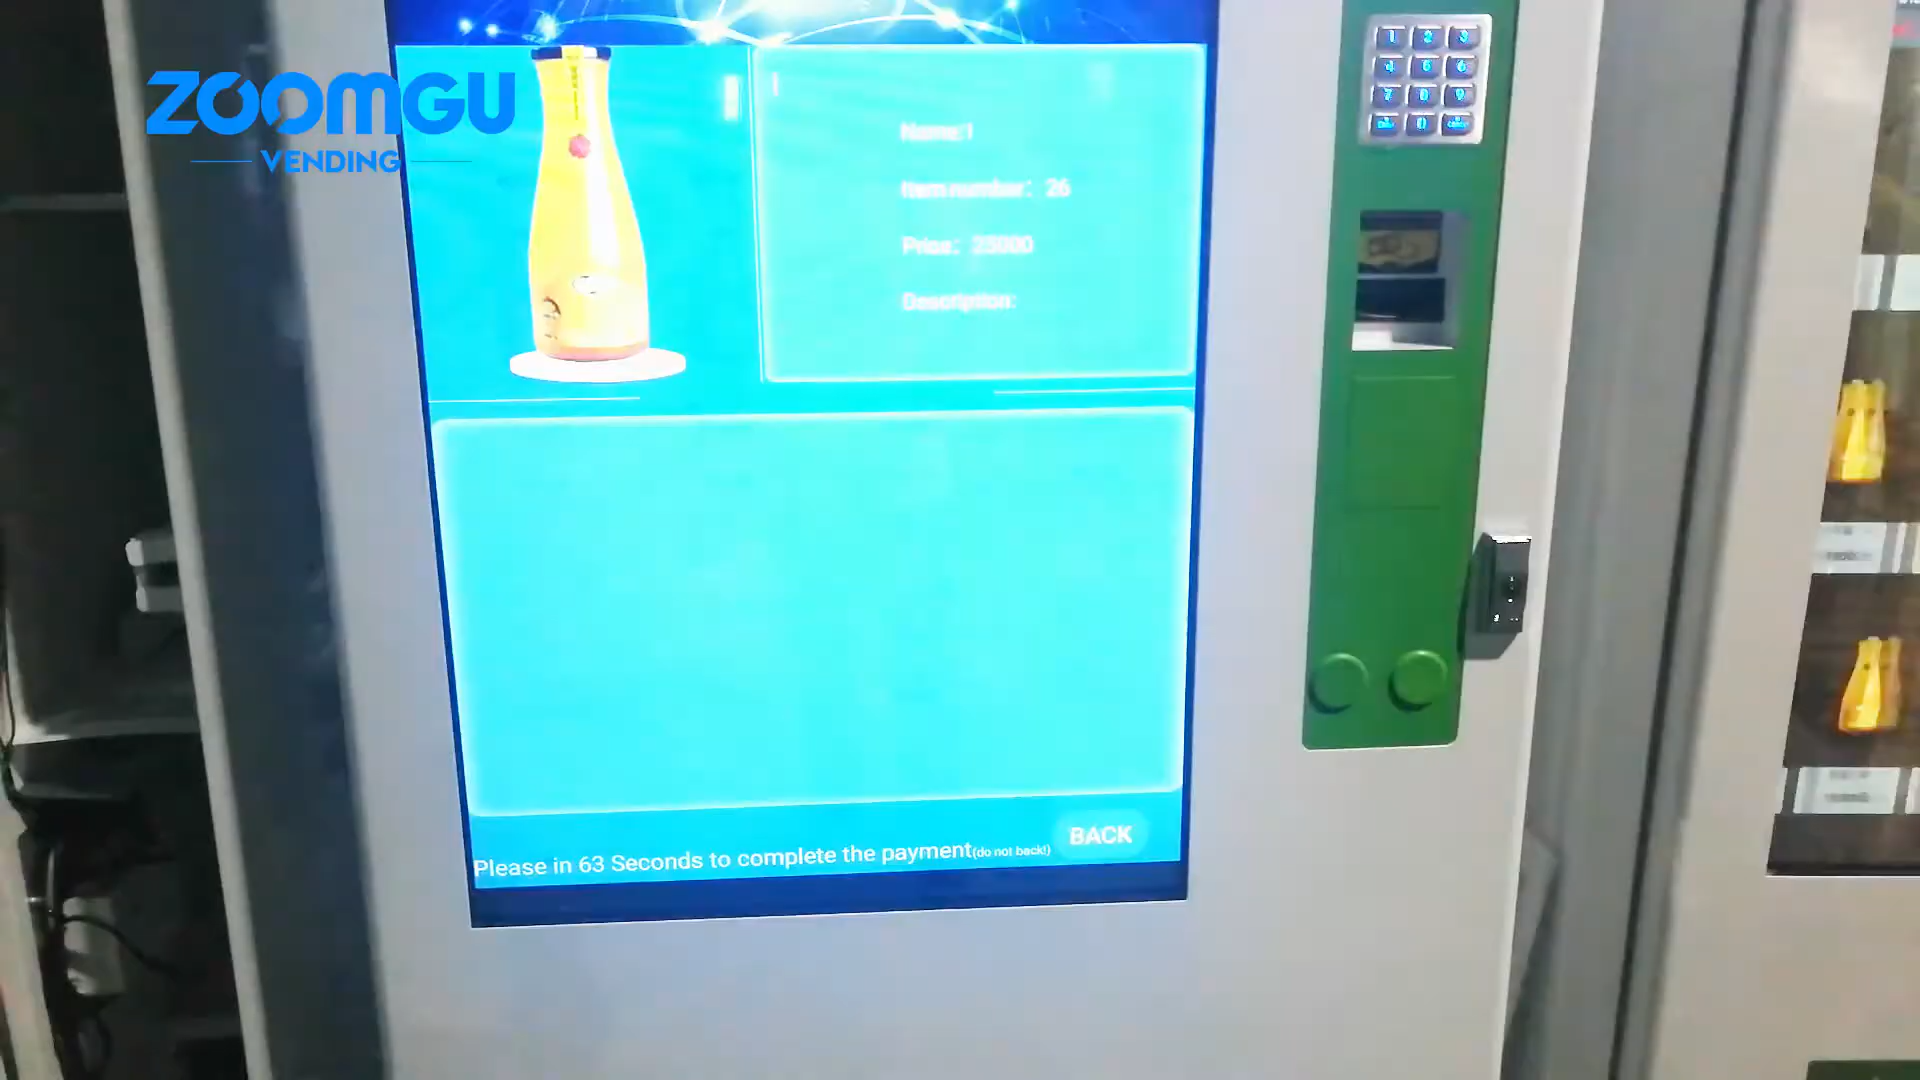 ZOOMGU
VENDING
Name:1
Item number: 26
Price: 25000
Description:
Please in 63 Seconds to complete the payment(do not back!)
BACK
1 2 3
4 5 6
7 8 9
0